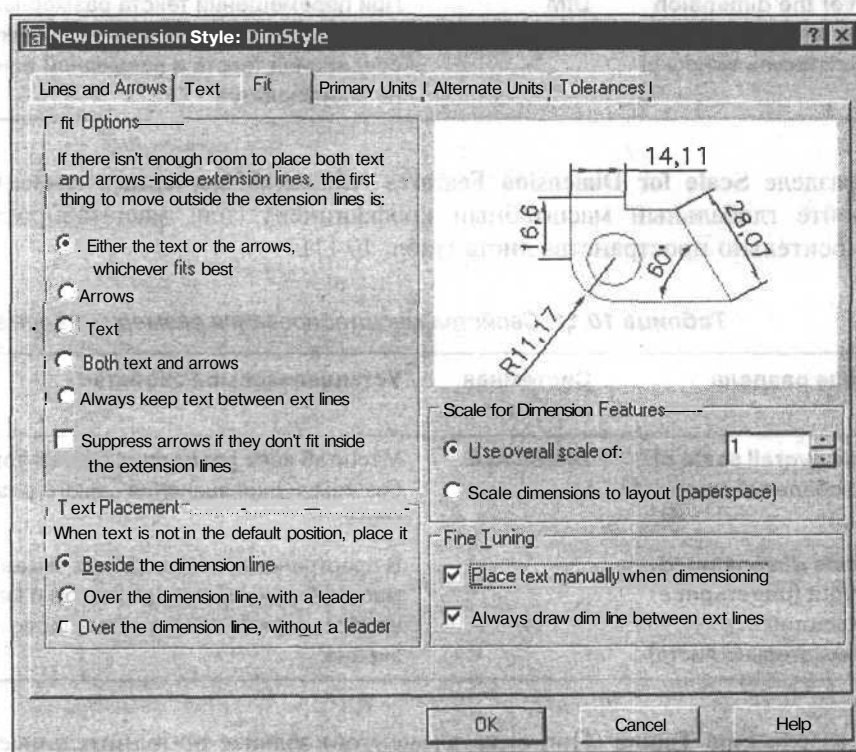 New Dimension Style: DimStyle
Lines and Arrows Text Fit Primary Units Alternate Units Tolerances
fit Options
If there isn't enough room to place both text
and arrows -inside extension lines, the first
thing to move outside the extension lines is:
. Either the text or the arrows,
whichever fits best
Arrows
Text
Both text and arrows
Always keep text between ext lines
Suppress arrows if they don't fit inside
the extension lines
Text Placement
When text is not in the default position, place it
Beside the dimension line
Over the dimension line, with a leader
Over the dimension line, without a leader
14,11
16,6
28,01
60
R11,17
Scale for Dimension Features
Use overall scale of: 1
Scale dimensions to layout (paperspace)
Fine Tuning
Place text manually when dimensioning
Always draw dim line between ext lines
OK Cancel Help